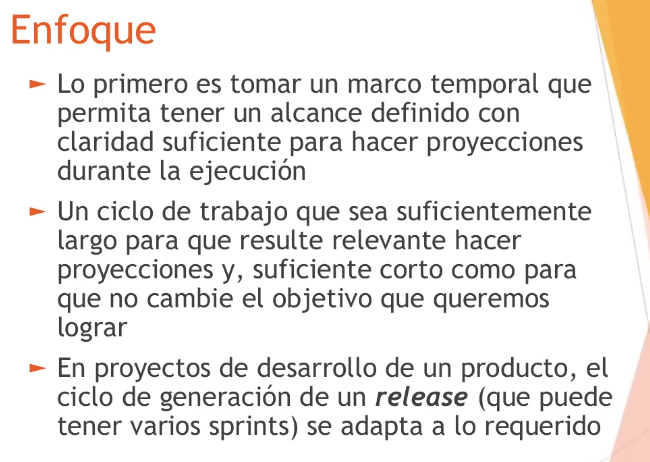 Enfoque
► Lo primero es tomar un marco temporal que
permita tener un alcance definido con
claridad suficiente para hacer proyecciones
durante la ejecución
► Un ciclo de trabajo que sea suficientemente
largo para que resulte relevante hacer
proyecciones y, suficiente corto como para
que no cambie el objetivo que queremos
lograr
► En proyectos de desarrollo de un producto, el
ciclo de generación de un release (que puede
tener varios sprints) se adapta a lo requerido